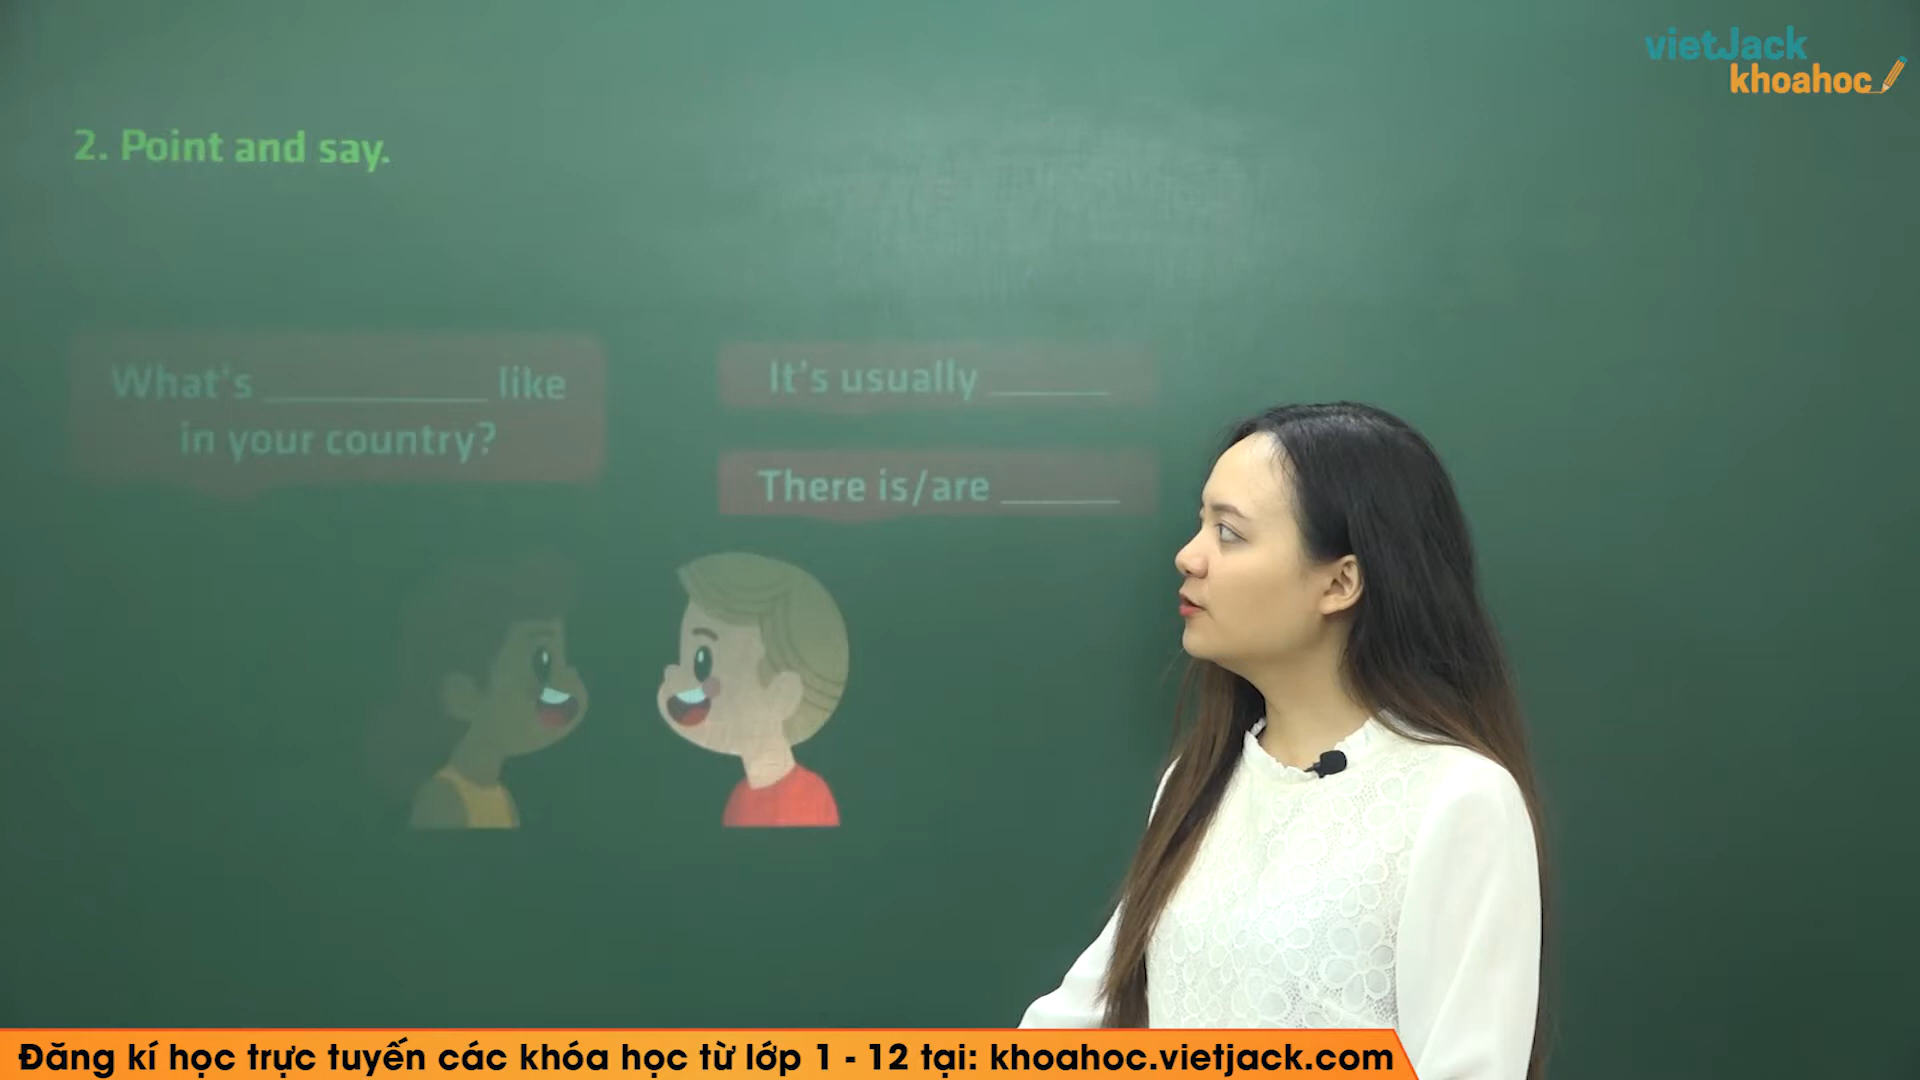 vietJack
khoahoc
2. Point and say.
What's __________ like
in your country?
It's usually _____
There is/are _____
Đăng kí học trực tuyến các khóa học từ lớp 1 - 12 tại: khoahoc.vietjack.com